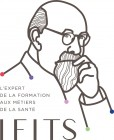 L'EXPERT
DE LA FORMATION
AUX MÉTIERS
DE LA SANTÉ
IFITS